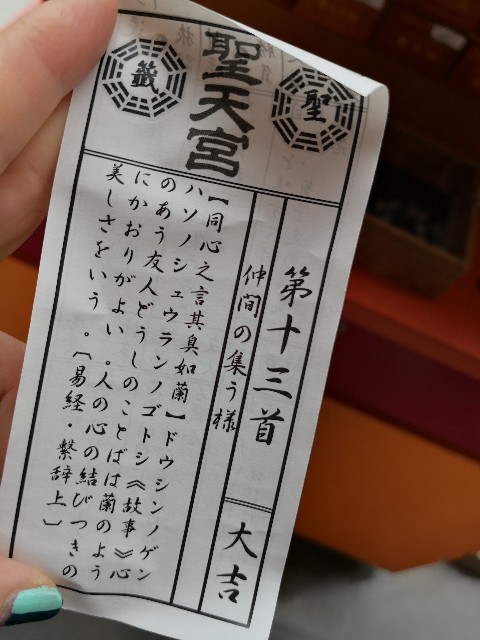 聖
聖天宮
籤
第十三首 大吉
仲間の集う様
【同心之言其臭如蘭】ドウシンノゲン
ハソノシュウランノゴトシ《故事》心
のあう友人どうしのことばは蘭のよう
にかおりがよい。人の心の結びつきの
美しさをいう。〔易経・繋辞上〕